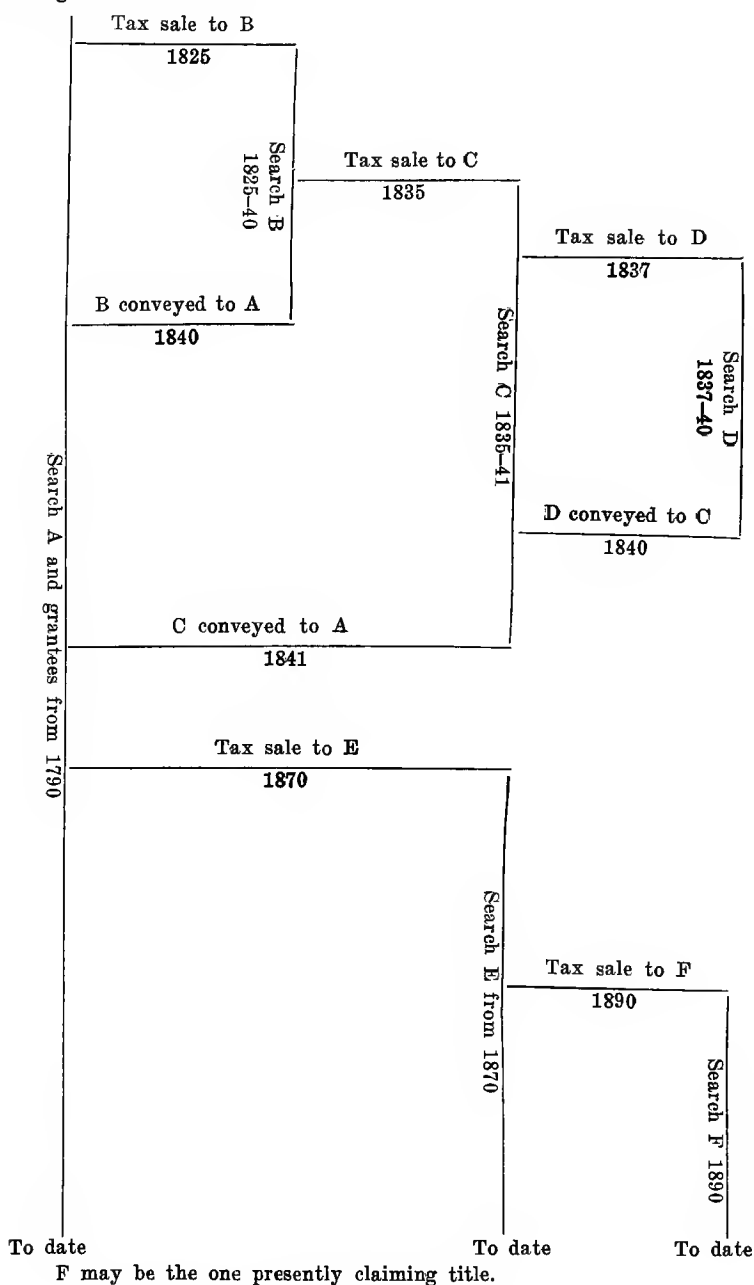 Tax sale to B
1825
Search B
1825–40
Tax sale to C
1835
Tax sale to D
1837
B conveyed to A
1840
Search C 1835–41
Search D
1837–40
D conveyed to C
1840
Search A and grantees from 1790
C conveyed to A
1841
Tax sale to E
1870
Search E from 1870
Tax sale to F
1890
Search F 1890
To date
To date
To date
F may be the one presently claiming title.